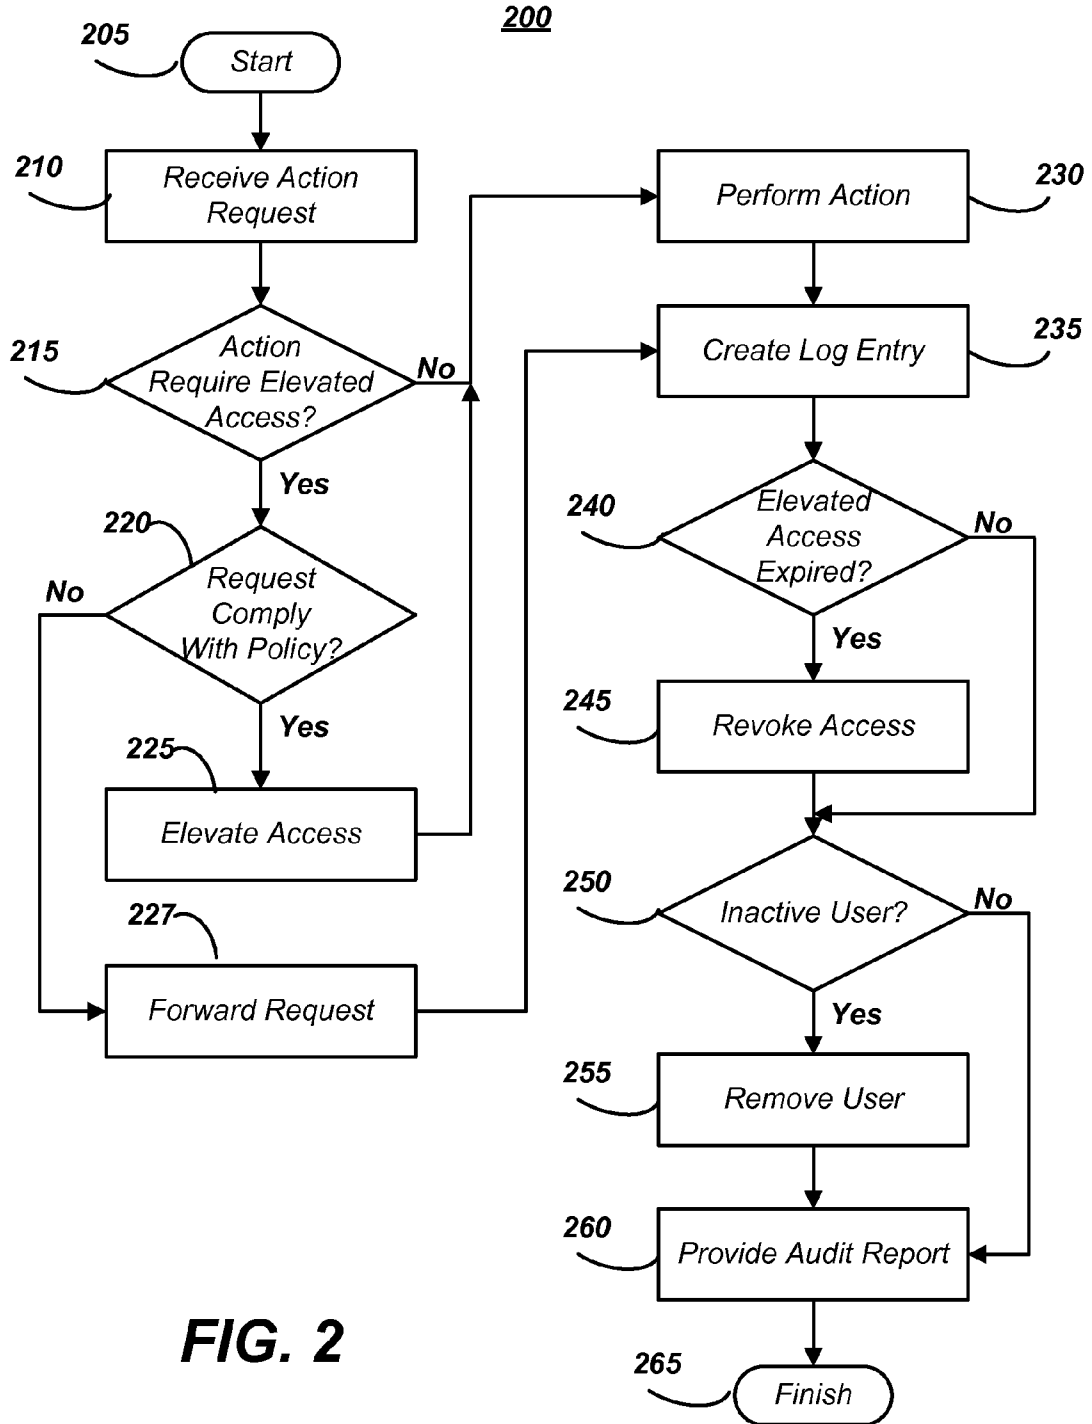 200
205
Start
210
Receive Action
Request
215
Action
Require Elevated
Access?
No
Yes
220
No
Request
Comply
With Policy?
Yes
225
Elevate Access
227
Forward Request
Perform Action
230
Create Log Entry
235
240
Elevated
Access
Expired?
No
Yes
245
Revoke Access
250
Inactive User?
No
Yes
255
Remove User
260
Provide Audit Report
265
Finish
FIG. 2